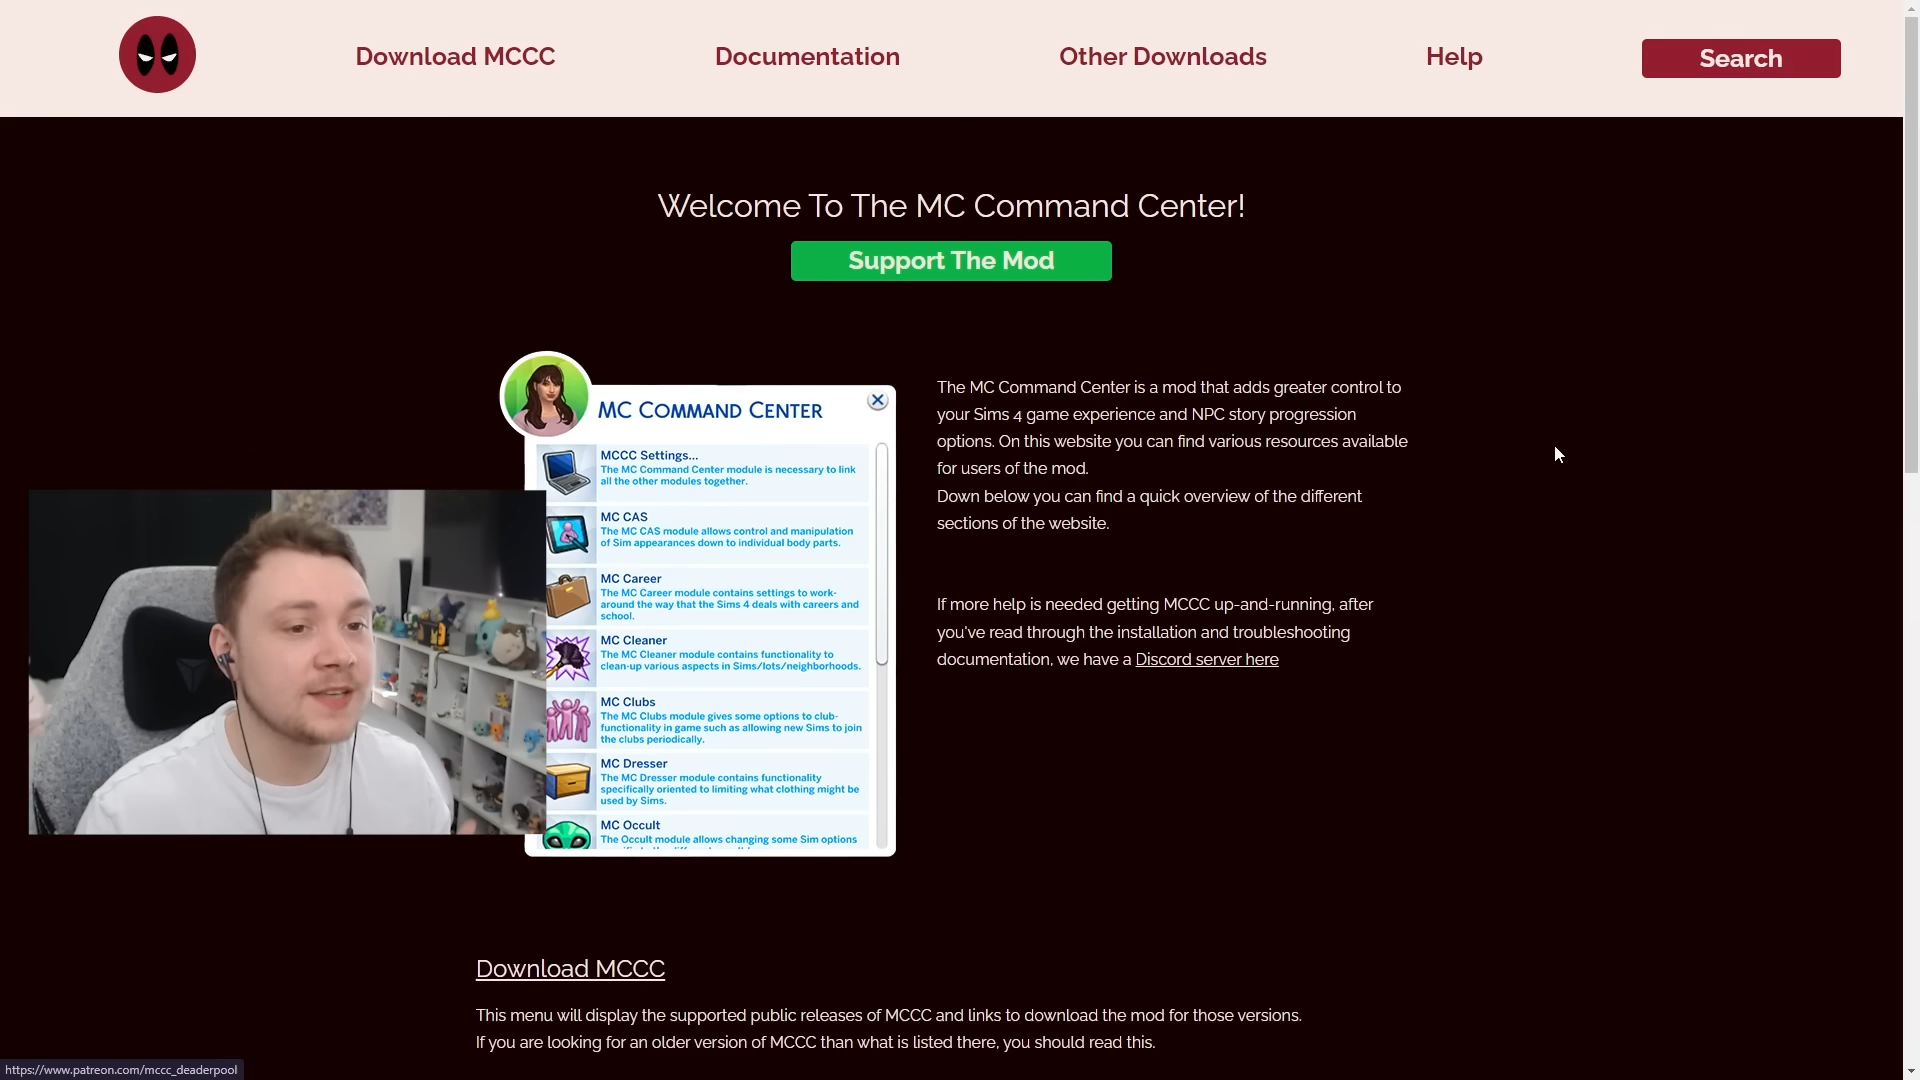 Download MCCC
Documentation
Other Downloads
Help
Search
Welcome To The MC Command Center!
Support The Mod
MC COMMAND CENTER
MCCC Settings...
The MC Command Center module is necessary to link
all the other modules together.
MC CAS
The MC CAS module allows control and manipulation
of Sim appearances down to individual body parts.
MC Career
The MC Career module contains settings to work-
around the way that the Sims 4 deals with careers and
school.
MC Cleaner
The MC Cleaner module contains functionality to
clean-up various aspects in Sims/lots/neighborhoods.
MC Clubs
The MC Clubs module gives some options to club-
functionality in game such as allowing new Sims to join
the clubs periodically.
MC Dresser
The MC Dresser module contains functionality
specifically oriented to limiting what clothing might be
used by Sims.
MC Occult
The Occult module allows changing some Sim options
The MC Command Center is a mod that adds greater control to
your Sims 4 game experience and NPC story progression
options. On this website you can find various resources available
for users of the mod.
Down below you can find a quick overview of the different
sections of the website.
If more help is needed getting MCCC up-and-running, after
you've read through the installation and troubleshooting
documentation, we have a Discord server here
Download MCCC
This menu will display the supported public releases of MCCC and links to download the mod for those versions.
If you are looking for an older version of MCCC than what is listed there, you should read this.
https://www.patreon.com/mccc_deaderpool